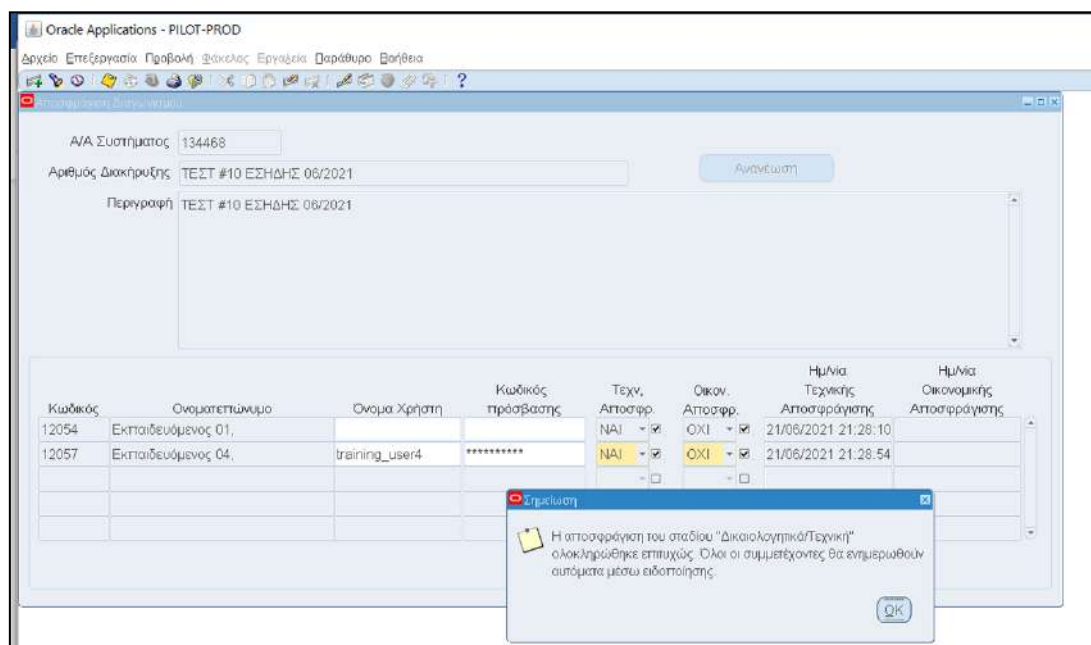 Oracle Applications - PILOT-PROD
Αρχείο Επεξεργασία Προβολή Φάκελος Εργαλεία Παράθυρο Βοήθεια
Αποσφράγιση Διαγωνισμού
Α/Α Συστήματος 134468
Αριθμός Διακήρυξης ΤΕΣΤ #10 ΕΣΗΔΗΣ 06/2021 Ανανέωση
Περιγραφή ΤΕΣΤ #10 ΕΣΗΔΗΣ 06/2021
Κωδικός Ονοματεπώνυμο Όνομα Χρήστη Κωδικός πρόσβασης Τεχν. Αποσφρ. Οικον. Αποσφρ. Ημ/νία Τεχνικής Αποσφράγισης Ημ/νία Οικονομικής Αποσφράγισης
12054 Εκπαιδευόμενος 01, ΝΑΙ ΟΧΙ 21/06/2021 21:28:10
12057 Εκπαιδευόμενος 04, training_user4 ********** ΝΑΙ ΟΧΙ 21/06/2021 21:28:54
Σημείωση
Η αποσφράγιση του σταδίου "Δικαιολογητικά/Τεχνική"
ολοκληρώθηκε επιτυχώς. Όλοι οι συμμετέχοντες θα ενημερωθούν
αυτόματα μέσω ειδοποίησης.
OK